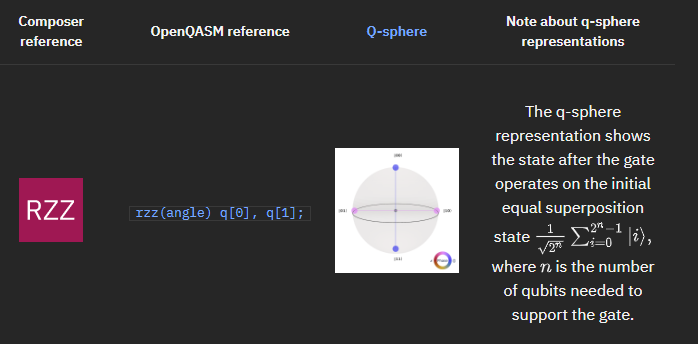 Composer reference
OpenQASM reference
Q-sphere
Note about q-sphere representations
RZZ
rzz(angle) q[0], q[1];
|00⟩
|01⟩
|10⟩
|11⟩
The q-sphere
representation shows
the state after the gate
operates on the initial
equal superposition
state $\frac{1}{\sqrt{2^n}} \sum_{i=0}^{2^n-1} |i\rangle$,
where $n$ is the number
of qubits needed to
support the gate.